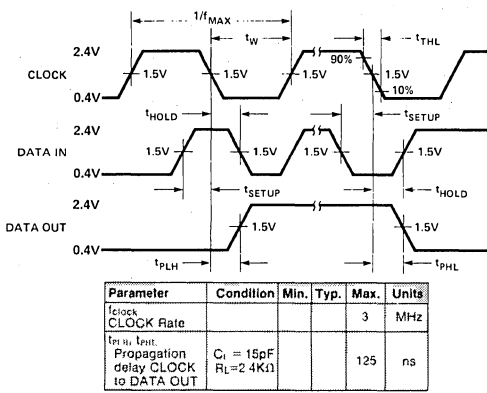 1/fMAX
tW
tTHL
2.4V
90%
CLOCK
1.5V
1.5V
1.5V
1.5V
10%
0.4V
tHOLD
tSETUP
2.4V
DATA IN
1.5V
1.5V
1.5V
1.5V
0.4V
tSETUP
tHOLD
2.4V
DATA OUT
1.5V
1.5V
0.4V
tPLH
tPHL
Parameter Condition Min. Typ. Max. Units
fclock
CLOCK Rate 3 MHz
tPLH, tPHL
Propagation CL = 15pF
delay CLOCK RL=2 4KΩ 125 ns
to DATA OUT